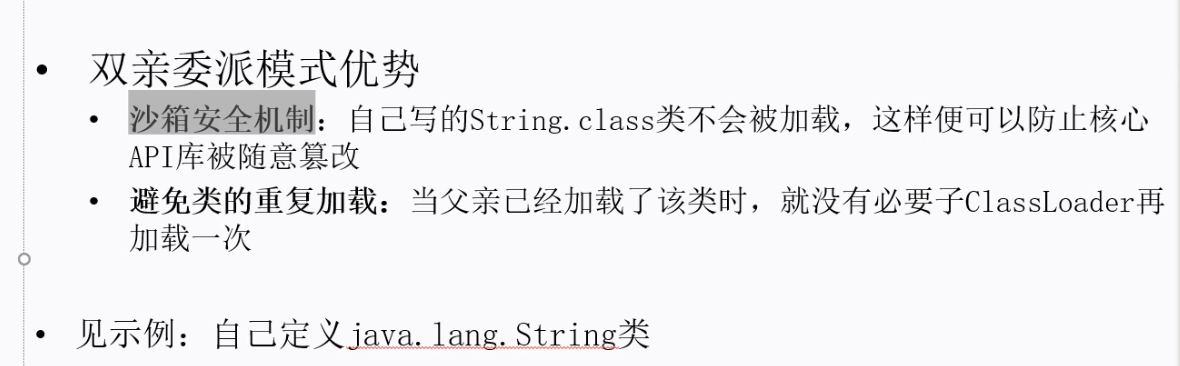 双亲委派模式优势
沙箱安全机制：自己写的String.class类不会被加载，这样便可以防止核心
API库被随意篡改
避免类的重复加载：当父亲已经加载了该类时，就没有必要子ClassLoader再
加载一次
见示例：自己定义java.lang.String类